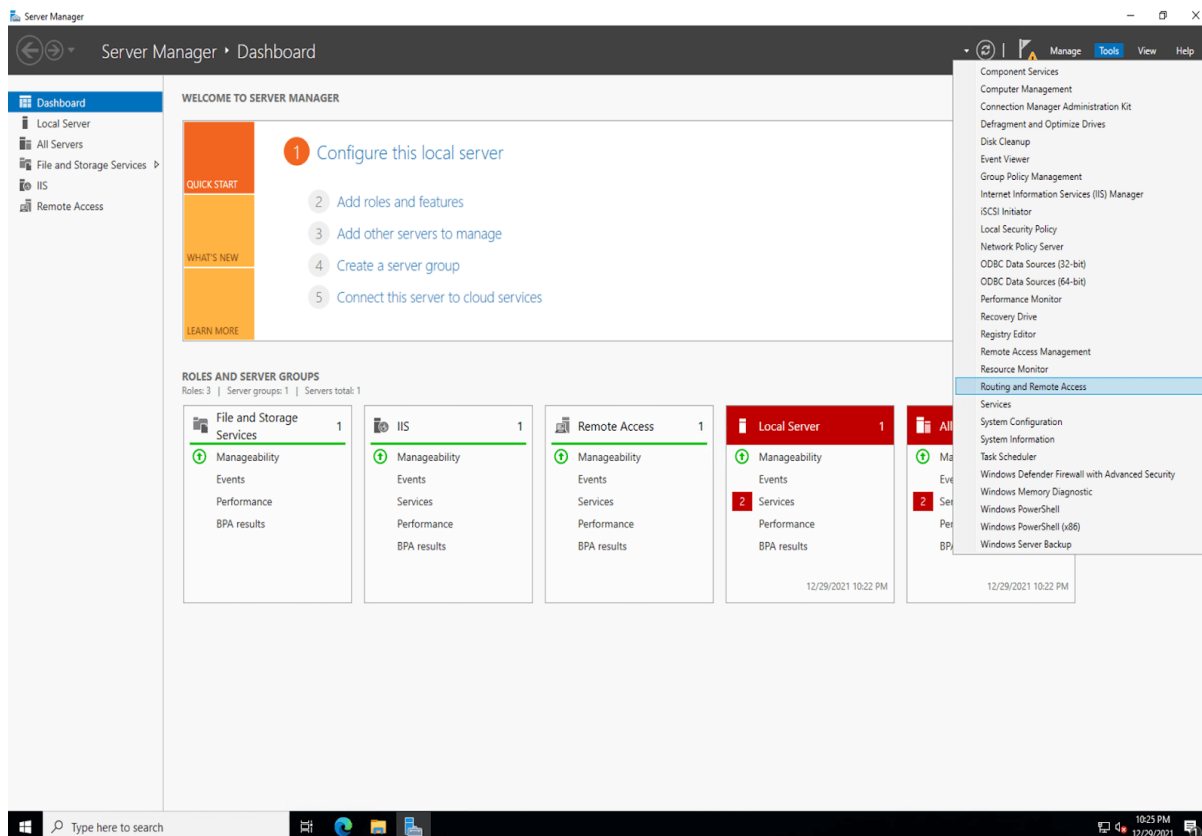 Server Manager
Server Manager • Dashboard
Manage Tools View Help
Component Services
Computer Management
Connection Manager Administration Kit
Defragment and Optimize Drives
Disk Cleanup
Event Viewer
Group Policy Management
Internet Information Services (IIS) Manager
iSCSI Initiator
Local Security Policy
Network Policy Server
ODBC Data Sources (32-bit)
ODBC Data Sources (64-bit)
Performance Monitor
Recovery Drive
Registry Editor
Remote Access Management
Resource Monitor
Routing and Remote Access
Services
System Configuration
System Information
Task Scheduler
Windows Defender Firewall with Advanced Security
Windows Memory Diagnostic
Windows PowerShell
Windows PowerShell (x86)
Windows Server Backup
Dashboard
Local Server
All Servers
File and Storage Services
IIS
Remote Access
WELCOME TO SERVER MANAGER
QUICK START
WHAT'S NEW
LEARN MORE
1 Configure this local server
2 Add roles and features
3 Add other servers to manage
4 Create a server group
5 Connect this server to cloud services
ROLES AND SERVER GROUPS
Roles: 3 | Server groups: 1 | Servers total: 1
File and Storage
Services
1
Manageability
Events
Performance
BPA results
IIS 1
Manageability
Events
Services
Performance
BPA results
Remote Access 1
Manageability
Events
Services
Performance
BPA results
Local Server 1
Manageability
Events
2 Services
Performance
BPA results
12/29/2021 10:22 PM
All
Ma
Eve
2 Ser
Per
BPA
12/29/2021 10:22 PM
Type here to search
10:25 PM
12/29/2021